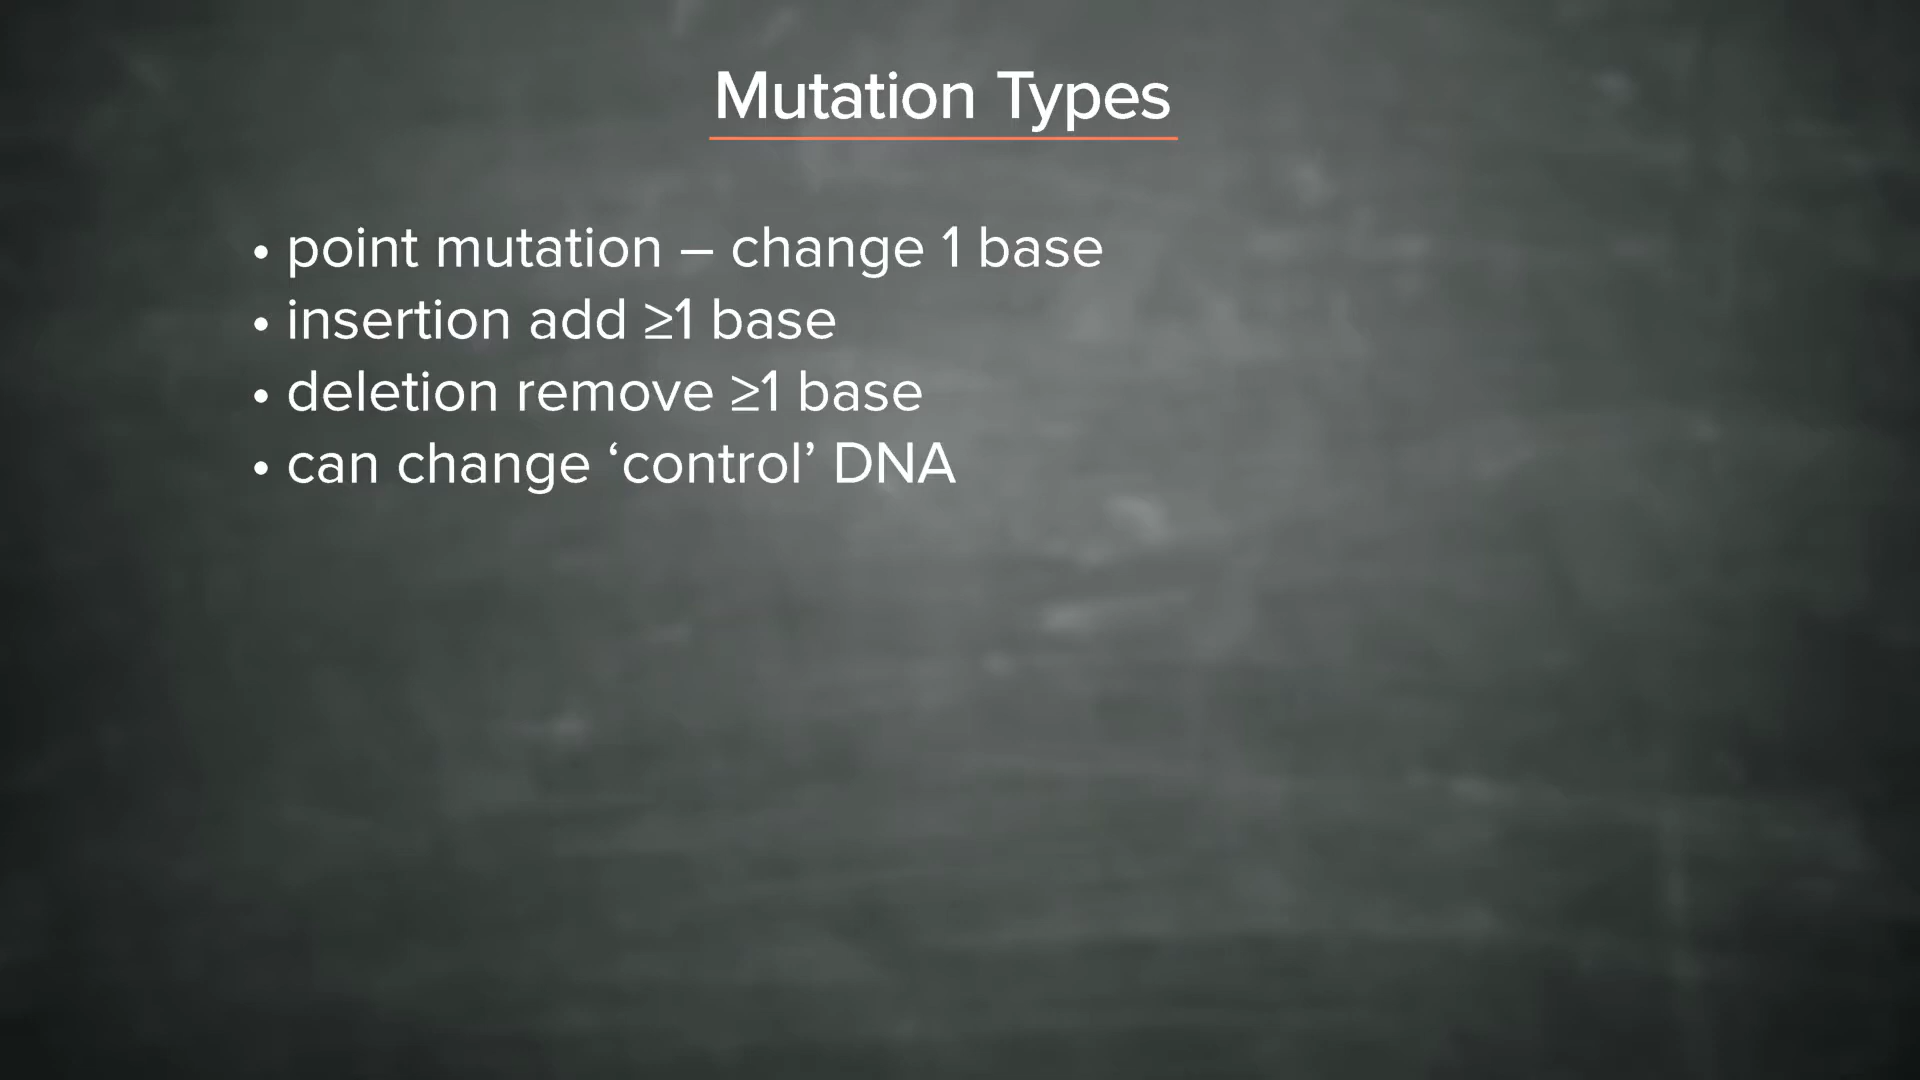 Mutation Types
• point mutation – change 1 base
• insertion add ≥1 base
• deletion remove ≥1 base
• can change ‘control’ DNA